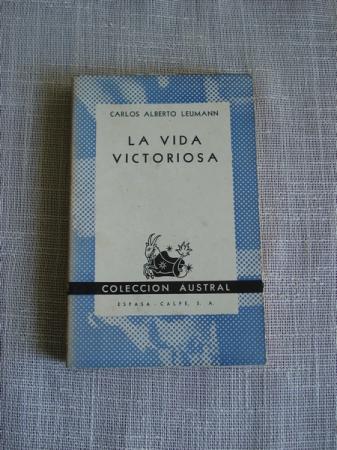 CARLOS ALBERTO LEUMANN
LA VIDA
VICTORIOSA
COLECCION AUSTRAL
ESPASA - CALPE, S. A.